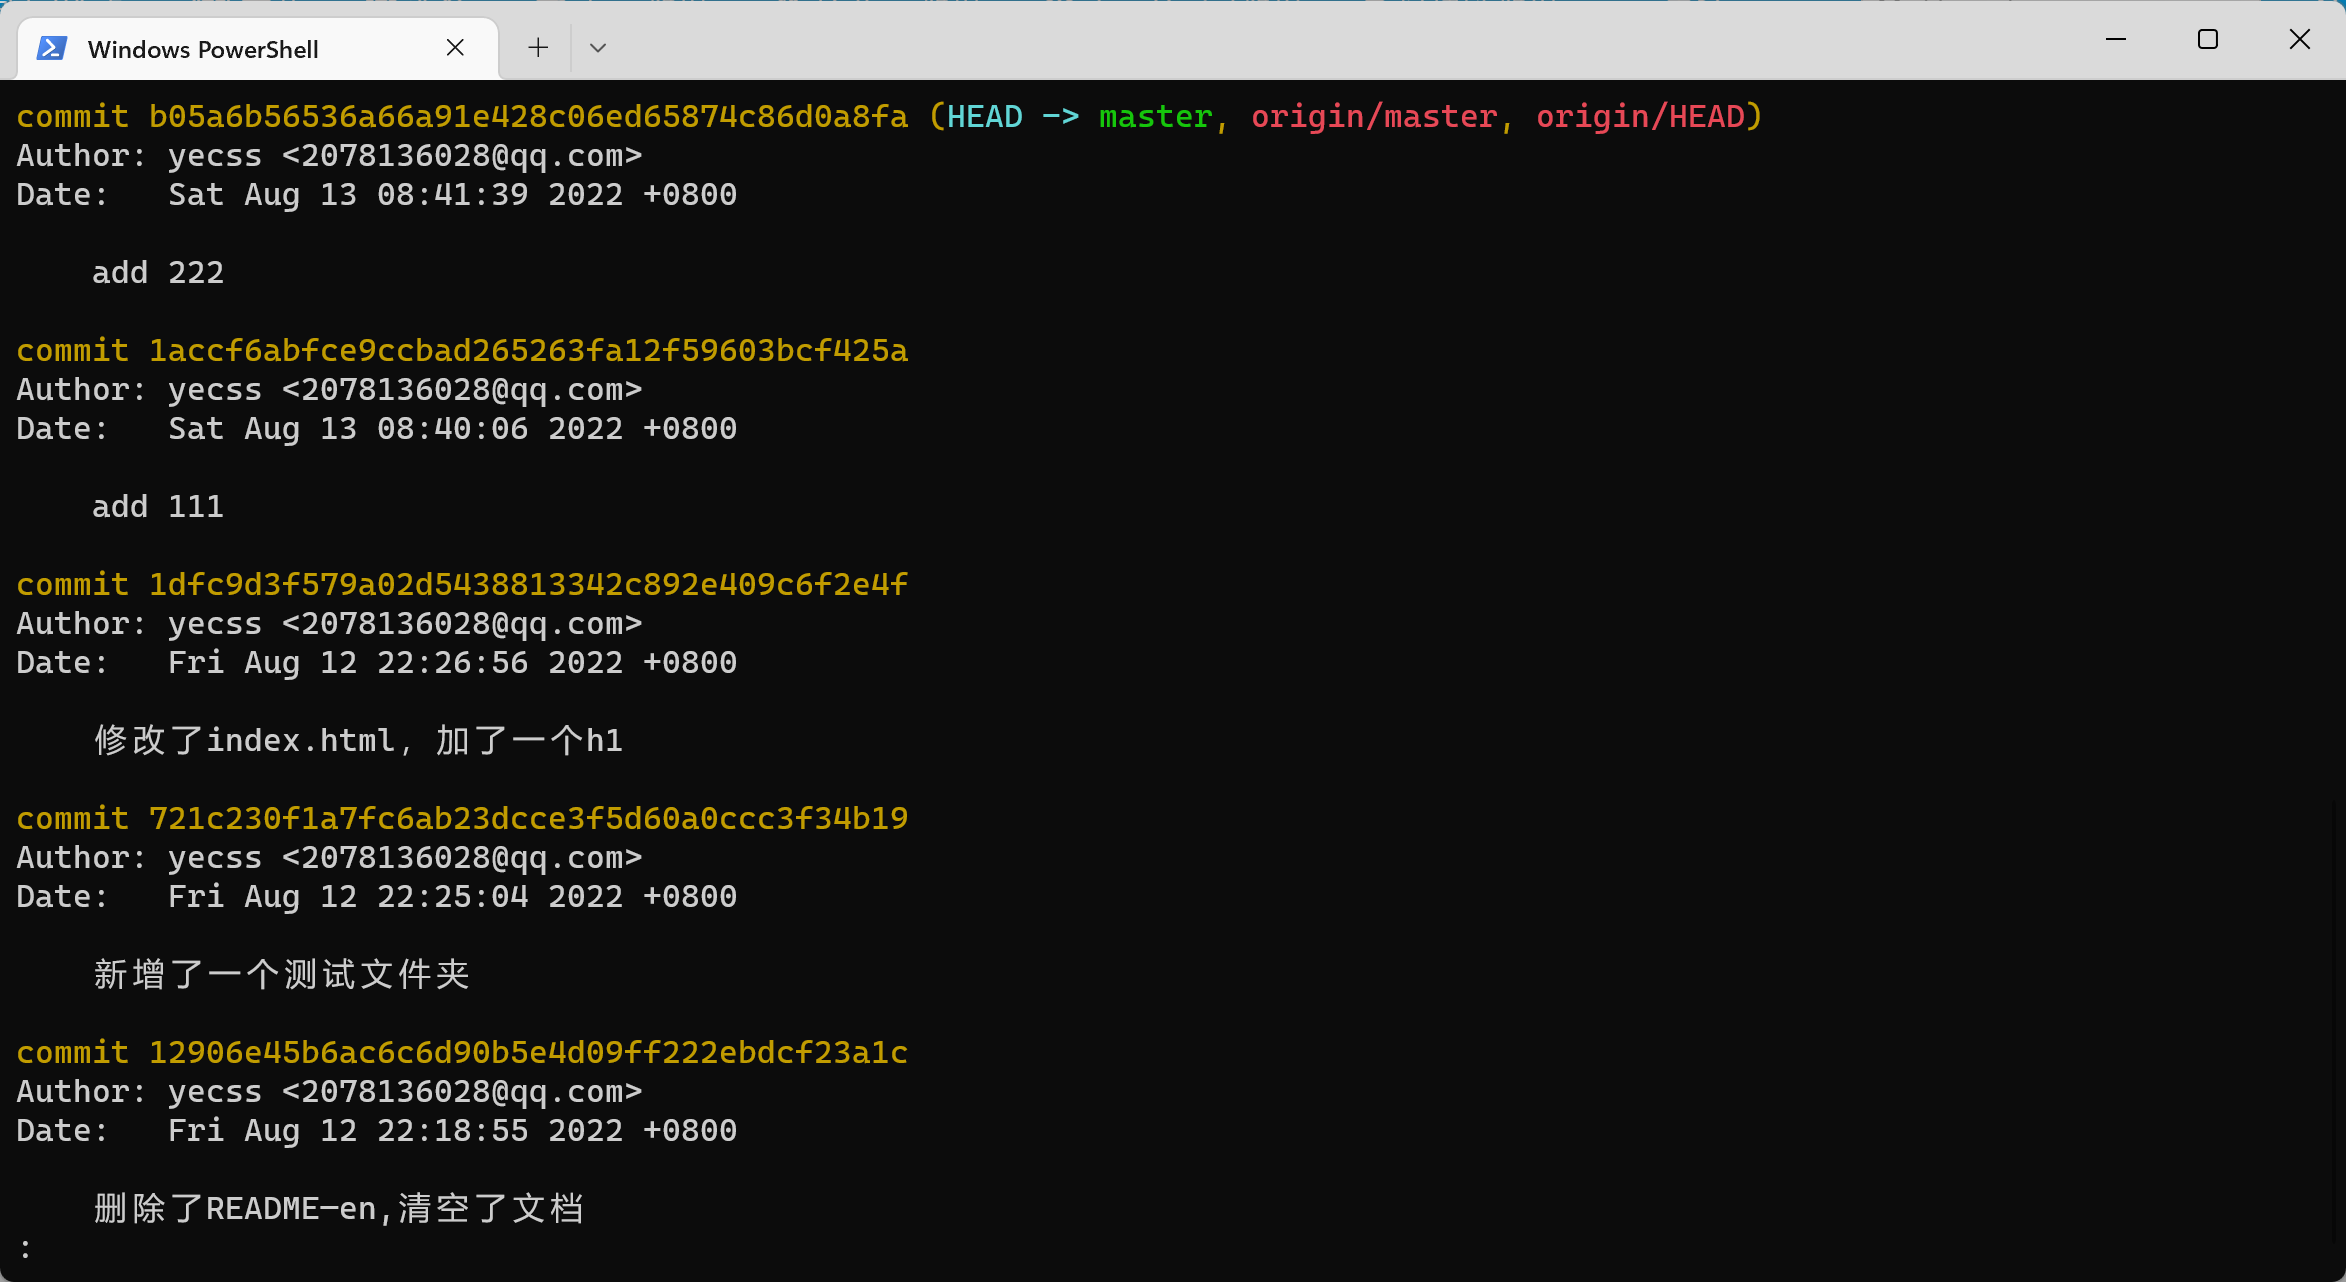 Windows PowerShell
commit b05a6b56536a66a91e428c06ed65874c86d0a8fa (HEAD -> master, origin/master, origin/HEAD)
Author: yecss <2078136028@qq.com>
Date:   Sat Aug 13 08:41:39 2022 +0800
add 222
commit 1accf6abfce9ccbad265263fa12f59603bcf425a
Author: yecss <2078136028@qq.com>
Date:   Sat Aug 13 08:40:06 2022 +0800
add 111
commit 1dfc9d3f579a02d5438813342c892e409c6f2e4f
Author: yecss <2078136028@qq.com>
Date:   Fri Aug 12 22:26:56 2022 +0800
修改了index.html，加了一个h1
commit 721c230f1a7fc6ab23dcce3f5d60a0ccc3f34b19
Author: yecss <2078136028@qq.com>
Date:   Fri Aug 12 22:25:04 2022 +0800
新增了一个测试文件夹
commit 12906e45b6ac6c6d90b5e4d09ff222ebdcf23a1c
Author: yecss <2078136028@qq.com>
Date:   Fri Aug 12 22:18:55 2022 +0800
删除了README-en,清空了文档
: